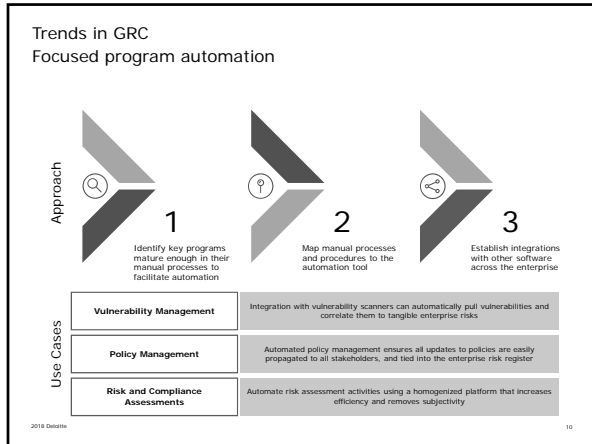 Trends in GRC
Focused program automation
Approach
1
Identify key programs
mature enough in their
manual processes to
facilitate automation
2
Map manual processes
and procedures to the
automation tool
3
Establish integrations
with other software
across the enterprise
Use Cases
Vulnerability Management
Integration with vulnerability scanners can automatically pull vulnerabilities and
correlate them to tangible enterprise risks
Policy Management
Automated policy management ensures all updates to policies are easily
propagated to all stakeholders, and tied into the enterprise risk register
Risk and Compliance
Assessments
Automate risk assessment activities using a homogenized platform that increases
efficiency and removes subjectivity
2018 Deloitte
10